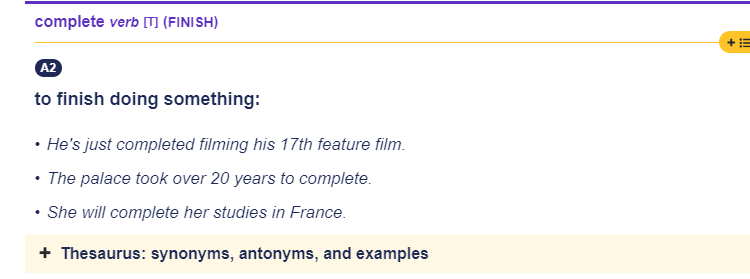 complete verb [T] (FINISH)
A2
to finish doing something:
• He's just completed filming his 17th feature film.
• The palace took over 20 years to complete.
• She will complete her studies in France.
+ Thesaurus: synonyms, antonyms, and examples